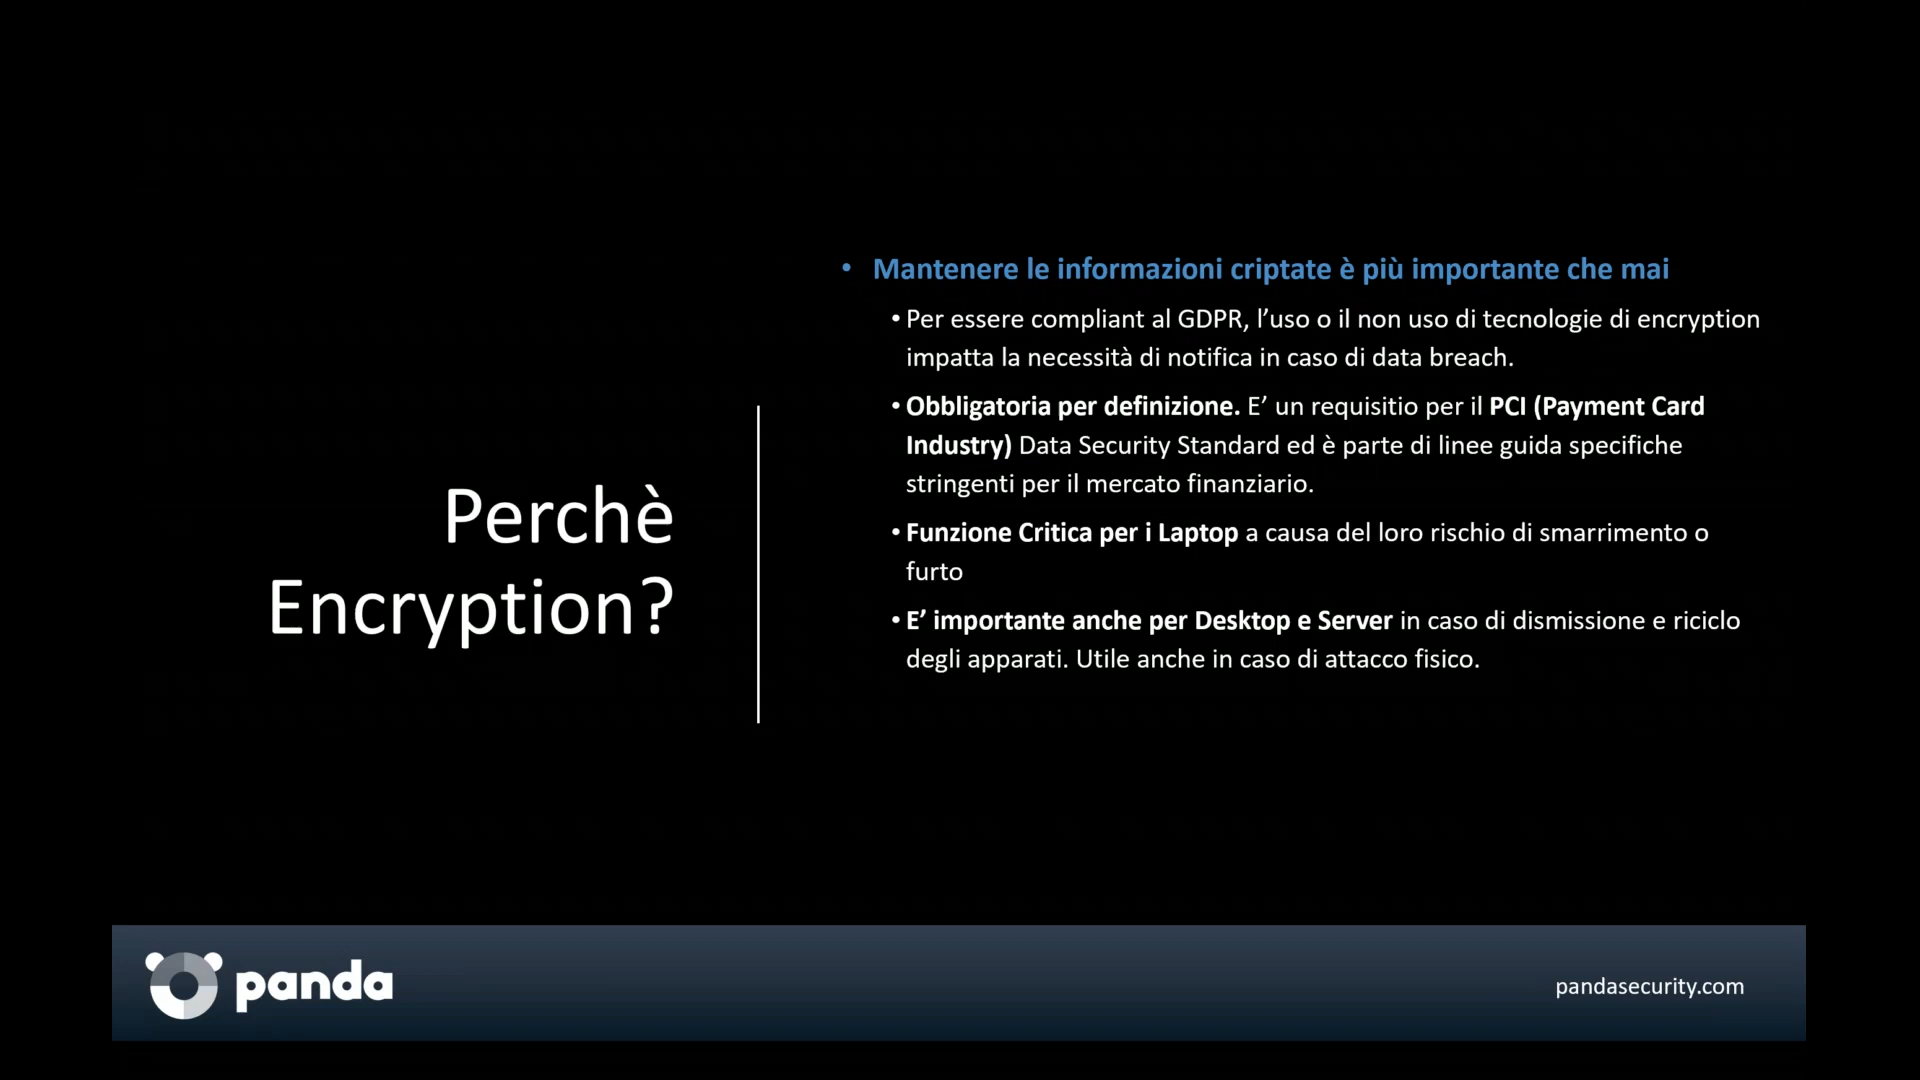 Perchè
Encryption?
• Mantenere le informazioni criptate è più importante che mai
• Per essere compliant al GDPR, l’uso o il non uso di tecnologie di encryption
impatta la necessità di notifica in caso di data breach.
• Obbligatoria per definizione. E’ un requisitio per il PCI (Payment Card
Industry) Data Security Standard ed è parte di linee guida specifiche
stringenti per il mercato finanziario.
• Funzione Critica per i Laptop a causa del loro rischio di smarrimento o
furto
• E’ importante anche per Desktop e Server in caso di dismissione e riciclo
degli apparati. Utile anche in caso di attacco fisico.
panda
pandasecurity.com